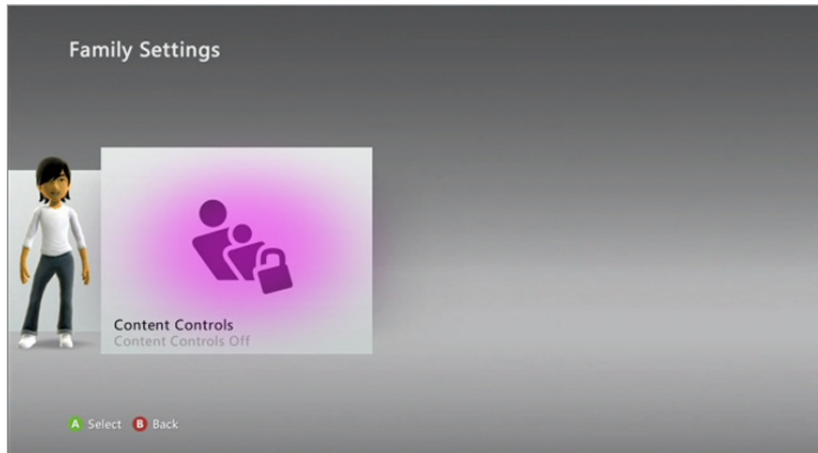 Family Settings
Content Controls
Content Controls Off
A Select B Back